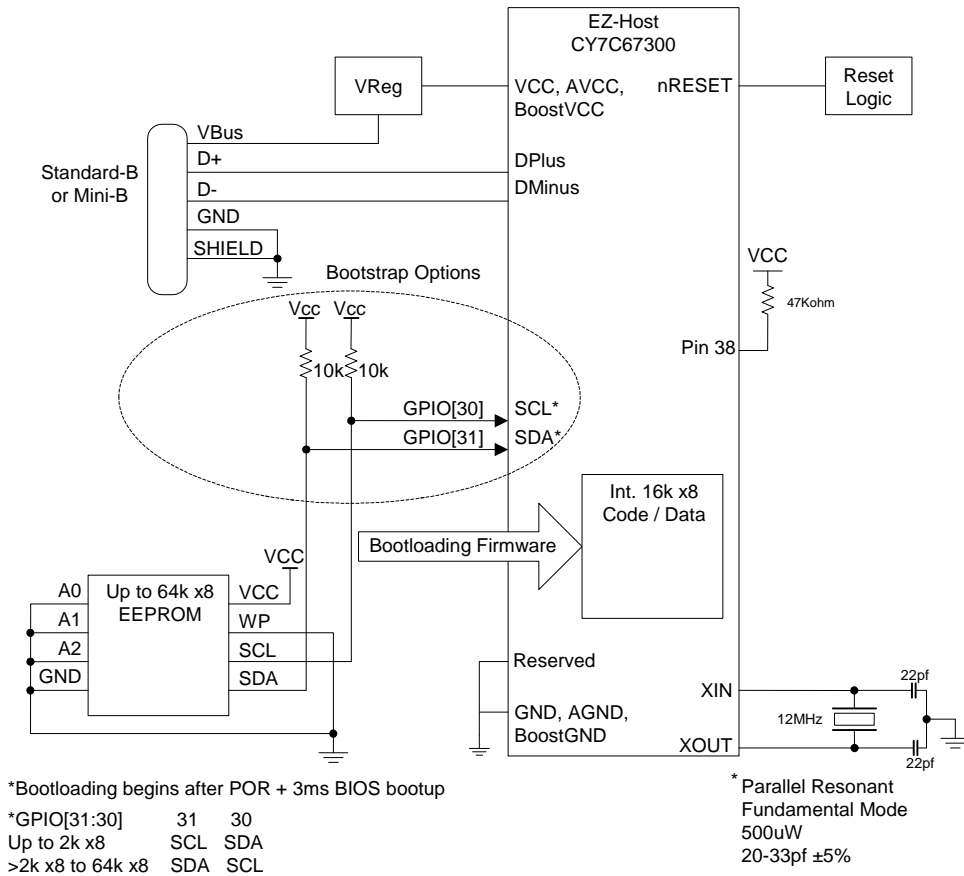 EZ-Host
CY7C67300
VReg
VCC, AVCC,
BoostVCC
nRESET
Reset
Logic
VBus
D+
D-
GND
SHIELD
Standard-B
or Mini-B
DPlus
DMinus
Bootstrap Options
Vcc
Vcc
10k
10k
VCC
47Kohm
Pin 38
GPIO[30]
SCL*
GPIO[31]
SDA*
Int. 16k x8
Code / Data
Bootloading Firmware
VCC
A0
A1
A2
GND
Up to 64k x8
EEPROM
VCC
WP
SCL
SDA
Reserved
GND, AGND,
BoostGND
XIN
XOUT
22pf
12MHz
22pf
*Bootloading begins after POR + 3ms BIOS bootup
*GPIO[31:30] 31 30
Up to 2k x8 SCL SDA
>2k x8 to 64k x8 SDA SCL
* Parallel Resonant
Fundamental Mode
500uW
20-33pf ±5%